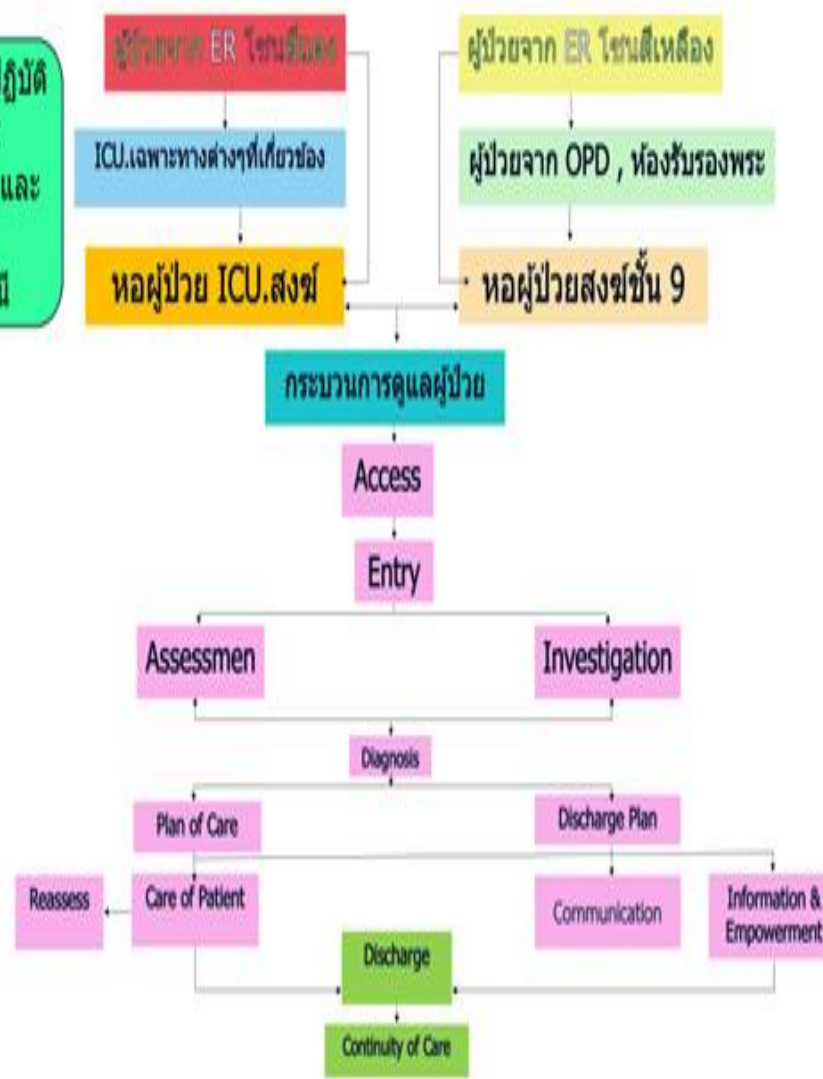 ผู้ป่วยจาก ER โซนสีแดง
ผู้ป่วยจาก ER โซนสีเหลือง
ฏิบัติ
และ
ICU.เฉพาะทางต่างๆที่เกี่ยวข้อง
ผู้ป่วยจาก OPD , ห้องรับรองพระ
หอผู้ป่วย ICU.สงฆ์
หอผู้ป่วยสงฆ์ชั้น 9
กระบวนการดูแลผู้ป่วย
Access
Entry
Assessmen
Investigation
Diagnosis
Plan of Care
Discharge Plan
Reassess
Care of Patient
Communication
Information &
Empowerment
Discharge
Continuity of Care